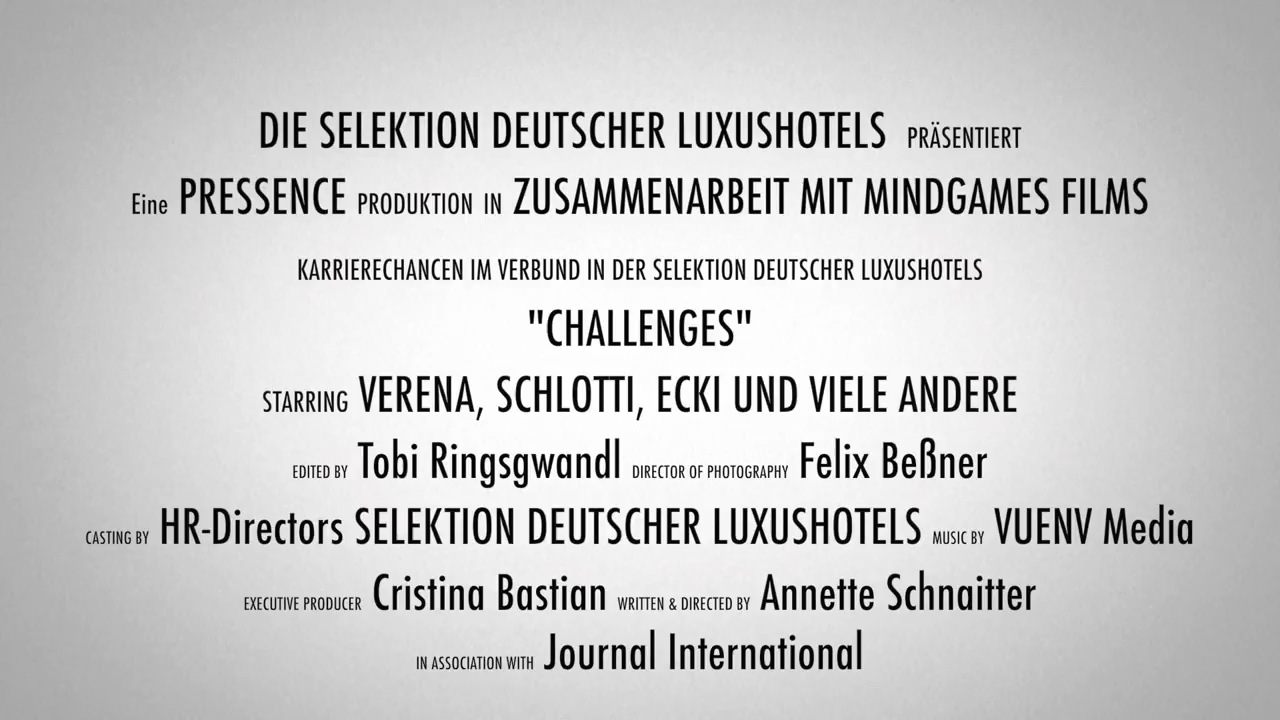 DIE SELEKTION DEUTSCHER LUXUSHOTELS PRÄSENTIERT
Eine PRESSENCE PRODUKTION IN ZUSAMMENARBEIT MIT MINDGAMES FILMS
KARRIERECHANCEN IM VERBUND IN DER SELEKTION DEUTSCHER LUXUSHOTELS
"CHALLENGES"
STARRING VERENA, SCHLOTTI, ECKI UND VIELE ANDERE
EDITED BY Tobi Ringsgwandl DIRECTOR OF PHOTOGRAPHY Felix Beßner
CASTING BY HR-Directors SELEKTION DEUTSCHER LUXUSHOTELS MUSIC BY VUENV Media
EXECUTIVE PRODUCER Cristina Bastian WRITTEN & DIRECTED BY Annette Schnaitter
IN ASSOCIATION WITH Journal International